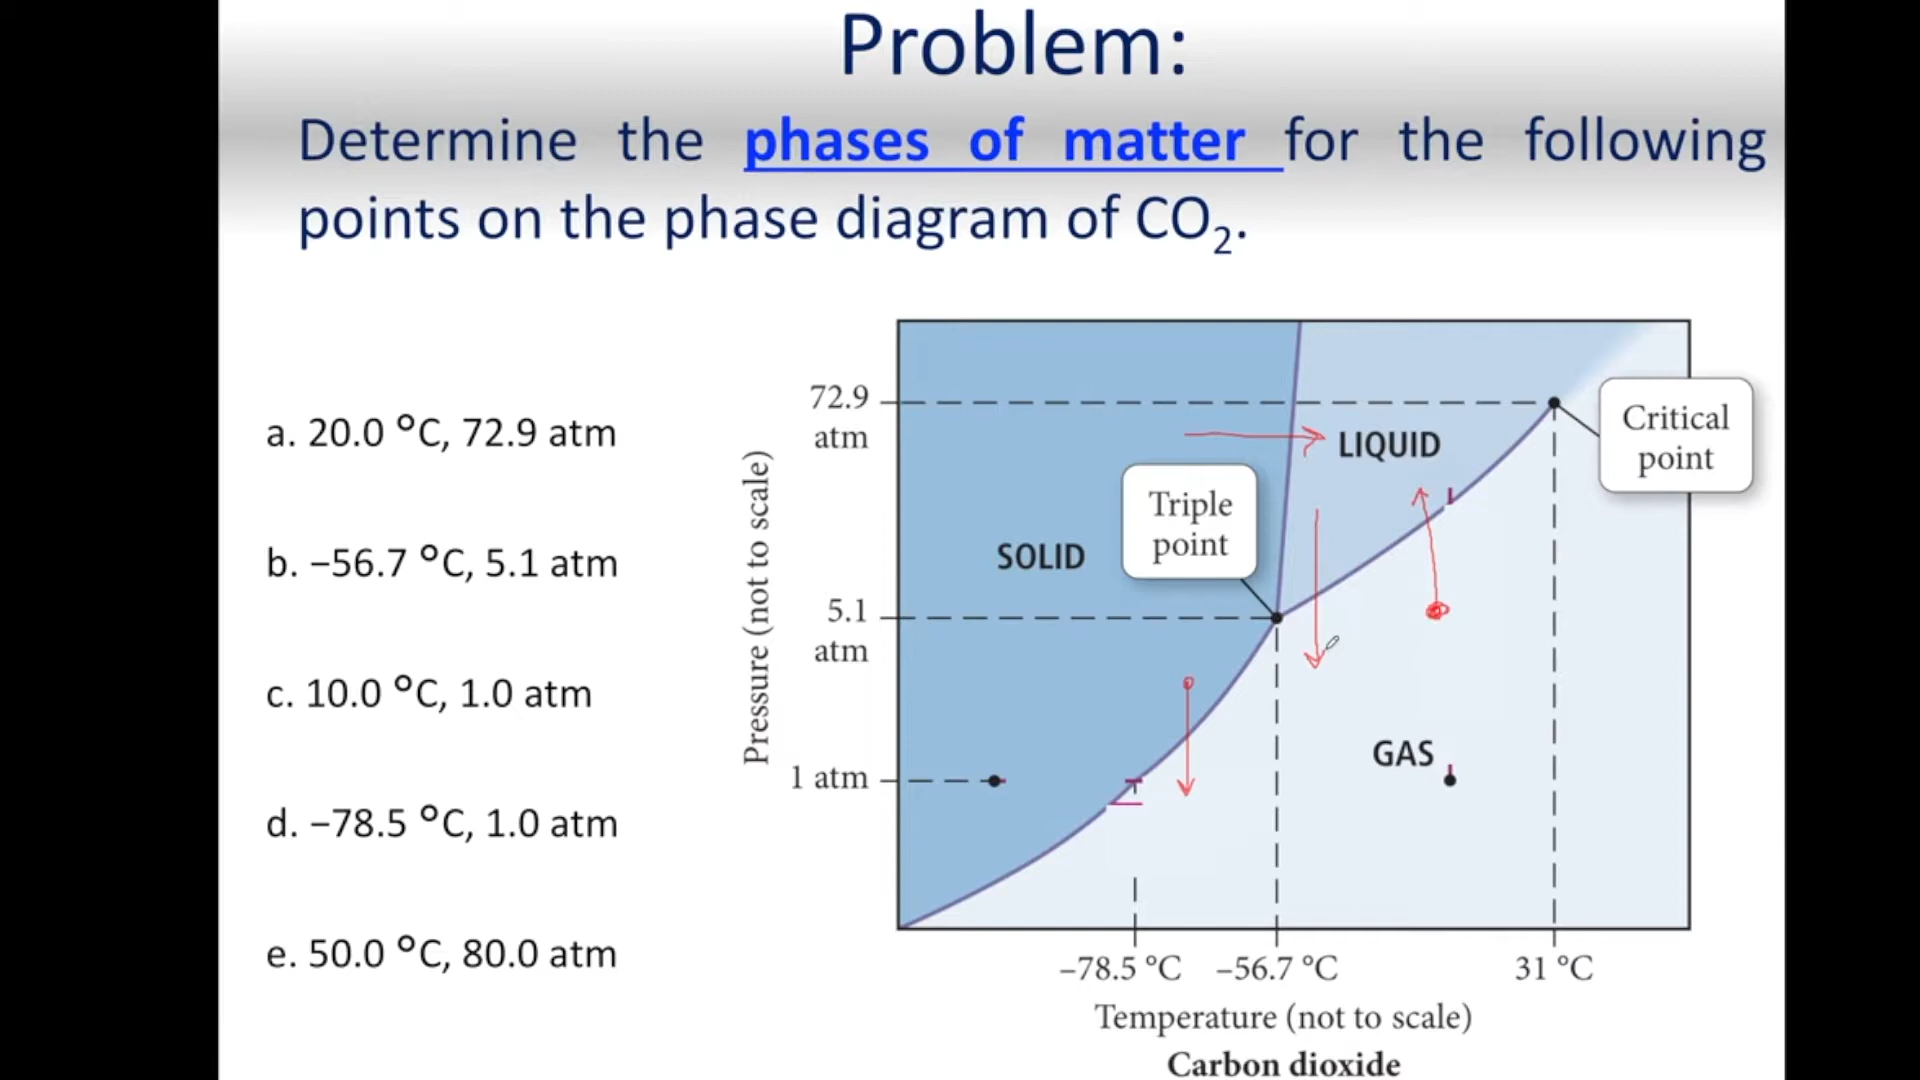 Problem:
Determine the phases of matter for the following
points on the phase diagram of CO₂.
a. 20.0 °C, 72.9 atm
b. −56.7 °C, 5.1 atm
c. 10.0 °C, 1.0 atm
d. −78.5 °C, 1.0 atm
e. 50.0 °C, 80.0 atm
Pressure (not to scale)
72.9
atm
5.1
atm
1 atm
SOLID
LIQUID
GAS
Triple
point
Critical
point
−78.5 °C
−56.7 °C
31 °C
Temperature (not to scale)
Carbon dioxide